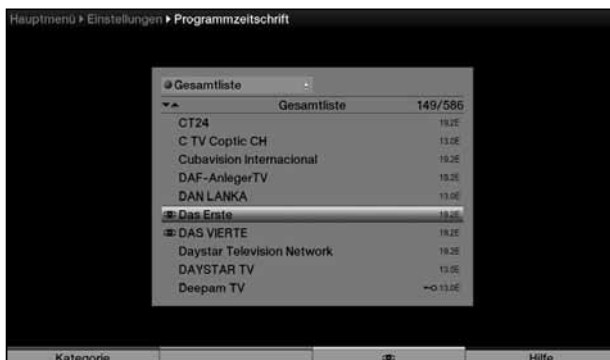 Hauptmenü ▸ Einstellungen ▸ Programmzeitschrift
Gesamtliste
Gesamtliste 149/586
CT24 19.2E
C TV Coptic CH 13.0E
Cubavision Internacional 19.2E
DAF-AnlegerTV 19.2E
DAN LANKA 13.0E
Das Erste 19.2E
DAS VIERTE 19.2E
Daystar Television Network 19.2E
DAYSTAR TV 13.0E
Deepam TV 13.0E
Kategorie Hilfe